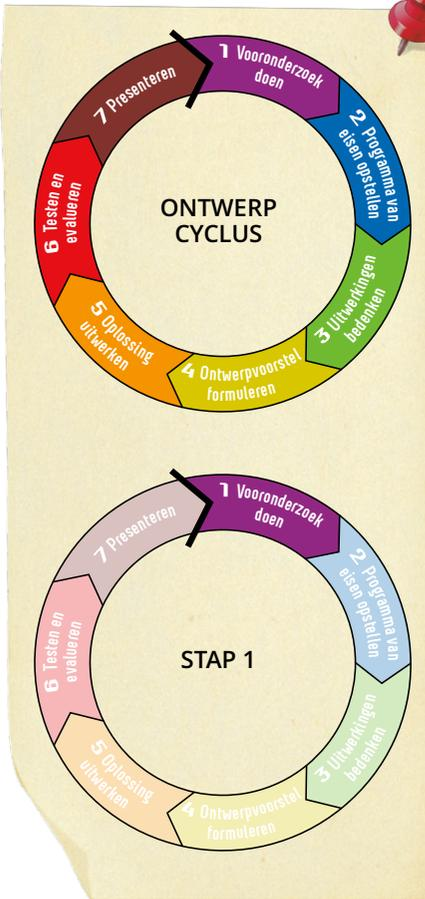 1 Vooronderzoek
doen
2 Programma van
eisen opstellen
3 Uitwerkingen
bedenken
4 Ontwerpvoorstel
formuleren
5 Oplossing
uitwerken
6 Testen en
evalueren
7 Presenteren
ONTWERP
CYCLUS
1 Vooronderzoek
doen
2 Programma van
eisen opstellen
3 Uitwerkingen
bedenken
4 Ontwerpvoorstel
formuleren
5 Oplossing
uitwerken
6 Testen en
evalueren
7 Presenteren
STAP 1